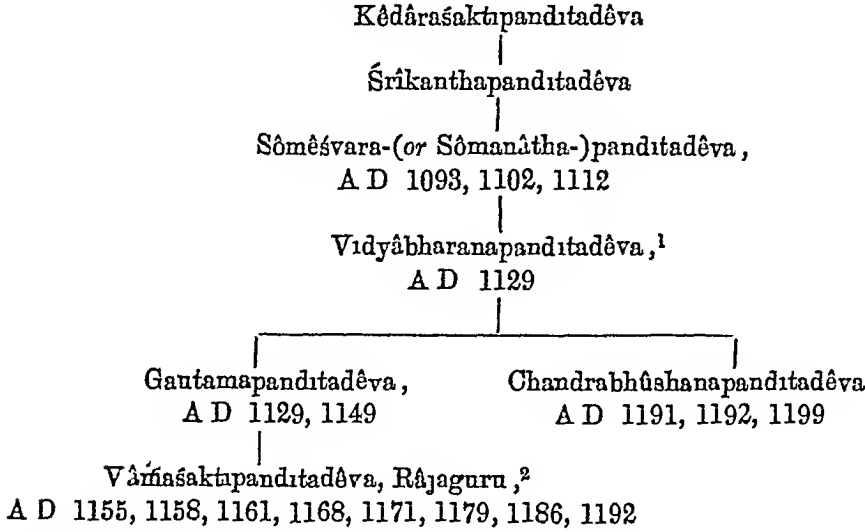 Kêdâraśaktipanditadêva
Śrîkanthapanditadêva
Sômêśvara-(or Sômanâtha-)panditadêva,
A D 1093, 1102, 1112
Vidyâbharanapanditadêva,¹
A D 1129
Gautamapanditadêva,
A D 1129, 1149
Chandrabhûshanapanditadêva
A D 1191, 1192, 1199
Vâmaśaktipanditadêva, Râjaguru,²
A D 1155, 1158, 1161, 1168, 1171, 1179, 1186, 1192